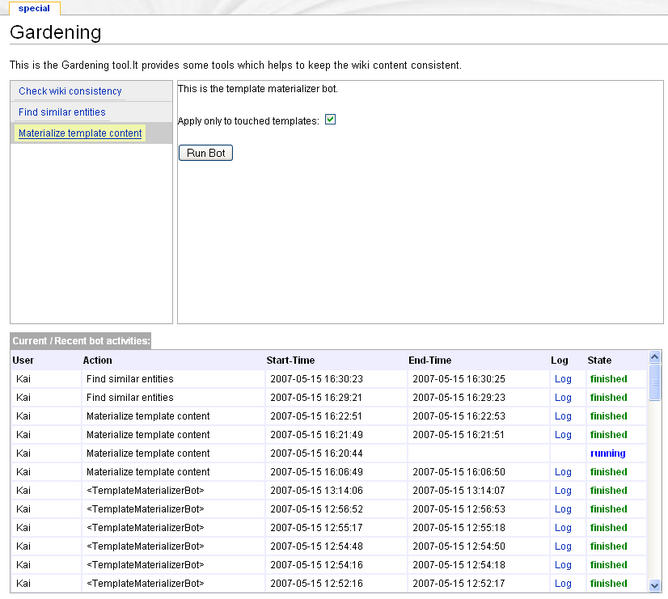 special
Gardening
This is the Gardening tool.It provides some tools which helps to keep the wiki content consistent.
Check wiki consistency
Find similar entities
Materialize template content
This is the template materializer bot.
Apply only to touched templates:
Run Bot
Current / Recent bot activities:
User Action Start-Time End-Time Log State
Kai Find similar entities 2007-05-15 16:30:23 2007-05-15 16:30:25 Log finished
Kai Find similar entities 2007-05-15 16:29:21 2007-05-15 16:29:23 Log finished
Kai Materialize template content 2007-05-15 16:22:51 2007-05-15 16:22:53 Log finished
Kai Materialize template content 2007-05-15 16:21:49 2007-05-15 16:21:51 Log finished
Kai Materialize template content 2007-05-15 16:20:44 running
Kai Materialize template content 2007-05-15 16:06:49 2007-05-15 16:06:50 Log finished
Kai <TemplateMaterializerBot> 2007-05-15 13:14:06 2007-05-15 13:14:07 Log finished
Kai <TemplateMaterializerBot> 2007-05-15 12:56:52 2007-05-15 12:56:53 Log finished
Kai <TemplateMaterializerBot> 2007-05-15 12:55:17 2007-05-15 12:55:18 Log finished
Kai <TemplateMaterializerBot> 2007-05-15 12:54:48 2007-05-15 12:54:50 Log finished
Kai <TemplateMaterializerBot> 2007-05-15 12:54:16 2007-05-15 12:54:18 Log finished
Kai <TemplateMaterializerBot> 2007-05-15 12:52:16 2007-05-15 12:52:17 Log finished